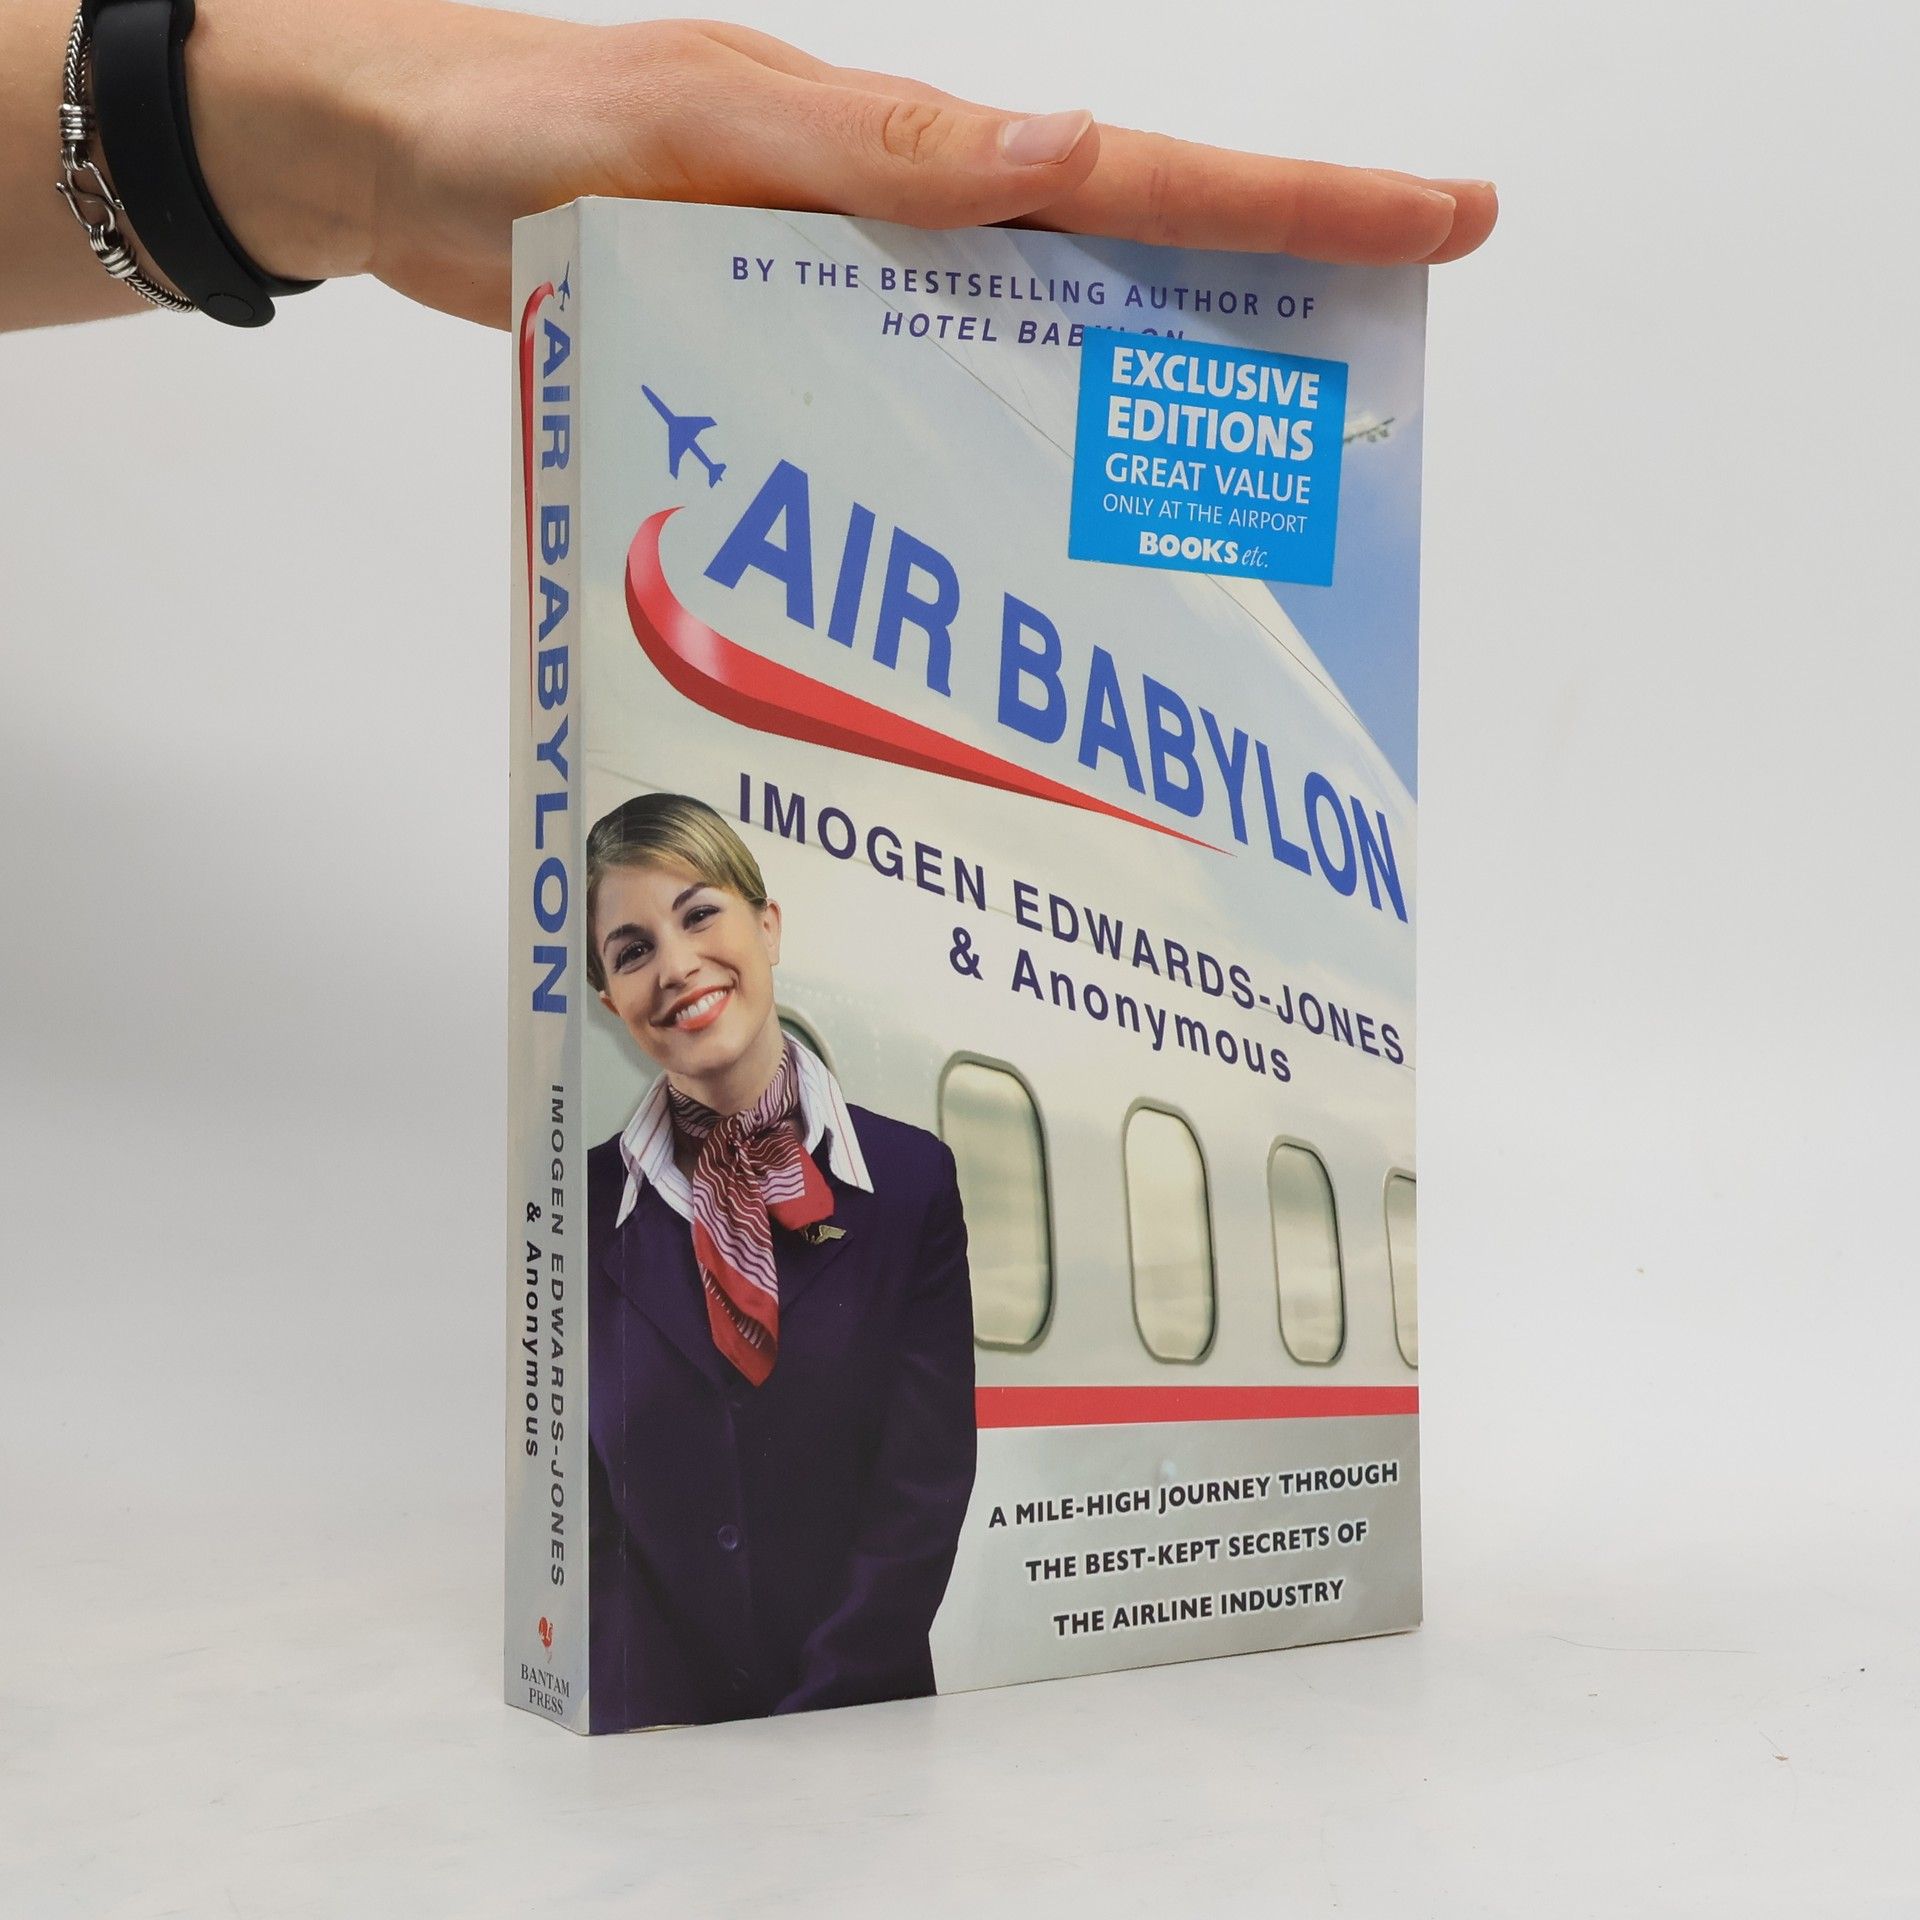 BY THE BESTSELLING AUTHOR OF
HOTEL BABYLON
EXCLUSIVE
EDITIONS
GREAT VALUE
ONLY AT THE AIRPORT
BOOKS etc.
AIR BABYLON
IMOGEN EDWARDS-JONES
& Anonymous
A MILE-HIGH JOURNEY THROUGH
THE BEST-KEPT SECRETS OF
THE AIRLINE INDUSTRY
AIR BABYLON
IMOGEN EDWARDS-JONES
& Anonymous
BANTAM
PRESS